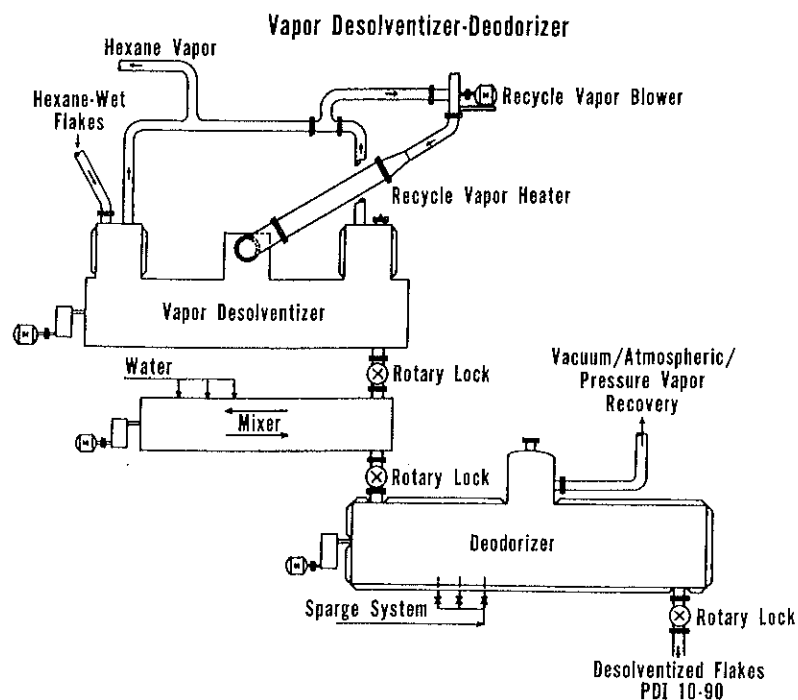 Vapor Desolventizer-Deodorizer
Hexane Vapor
Hexane-Wet
Flakes
Recycle Vapor Blower
Recycle Vapor Heater
Vapor Desolventizer
Water
Rotary Lock
Mixer
Rotary Lock
Vacuum/Atmospheric/
Pressure Vapor
Recovery
Deodorizer
Sparge System
Rotary Lock
Desolventized Flakes
PDI 10-90